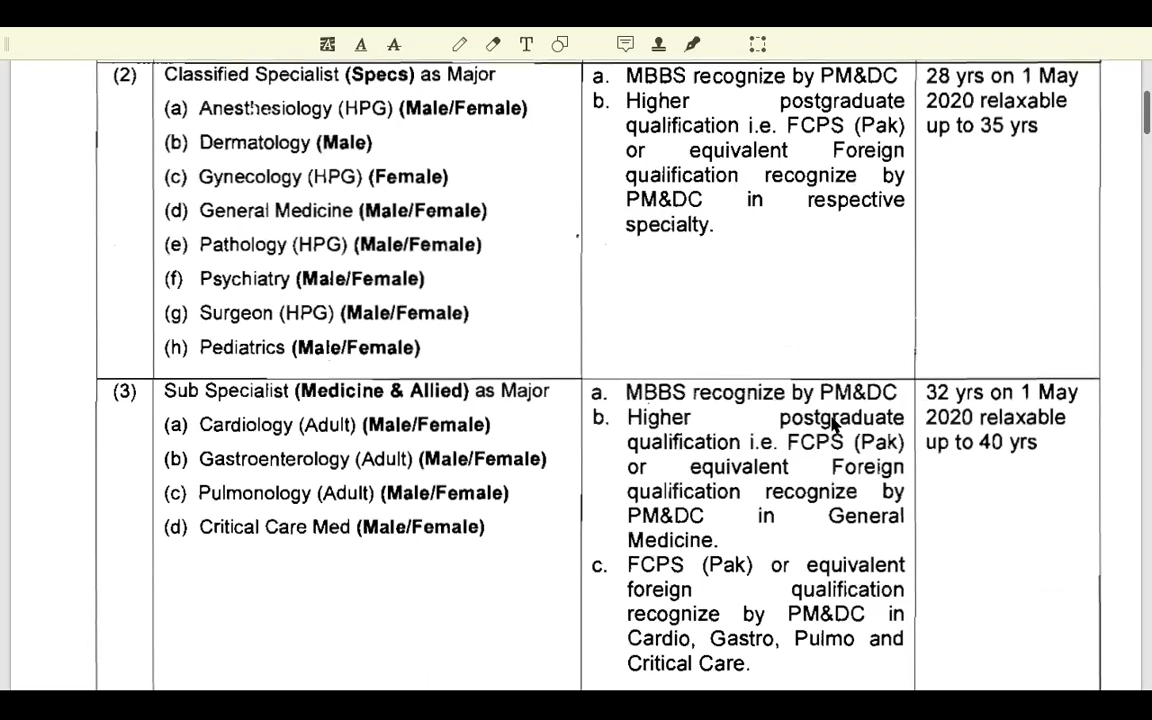 (2) Classified Specialist (Specs) as Major
(a) Anesthesiology (HPG) (Male/Female)
(b) Dermatology (Male)
(c) Gynecology (HPG) (Female)
(d) General Medicine (Male/Female)
(e) Pathology (HPG) (Male/Female)
(f) Psychiatry (Male/Female)
(g) Surgeon (HPG) (Male/Female)
(h) Pediatrics (Male/Female)
a. MBBS recognize by PM&DC
b. Higher postgraduate
qualification i.e. FCPS (Pak)
or equivalent Foreign
qualification recognize by
PM&DC in respective
specialty.
28 yrs on 1 May
2020 relaxable
up to 35 yrs
(3) Sub Specialist (Medicine & Allied) as Major
(a) Cardiology (Adult) (Male/Female)
(b) Gastroenterology (Adult) (Male/Female)
(c) Pulmonology (Adult) (Male/Female)
(d) Critical Care Med (Male/Female)
a. MBBS recognize by PM&DC
b. Higher postgraduate
qualification i.e. FCPS (Pak)
or equivalent Foreign
qualification recognize by
PM&DC in General
Medicine.
c. FCPS (Pak) or equivalent
foreign qualification
recognize by PM&DC in
Cardio, Gastro, Pulmo and
Critical Care.
32 yrs on 1 May
2020 relaxable
up to 40 yrs